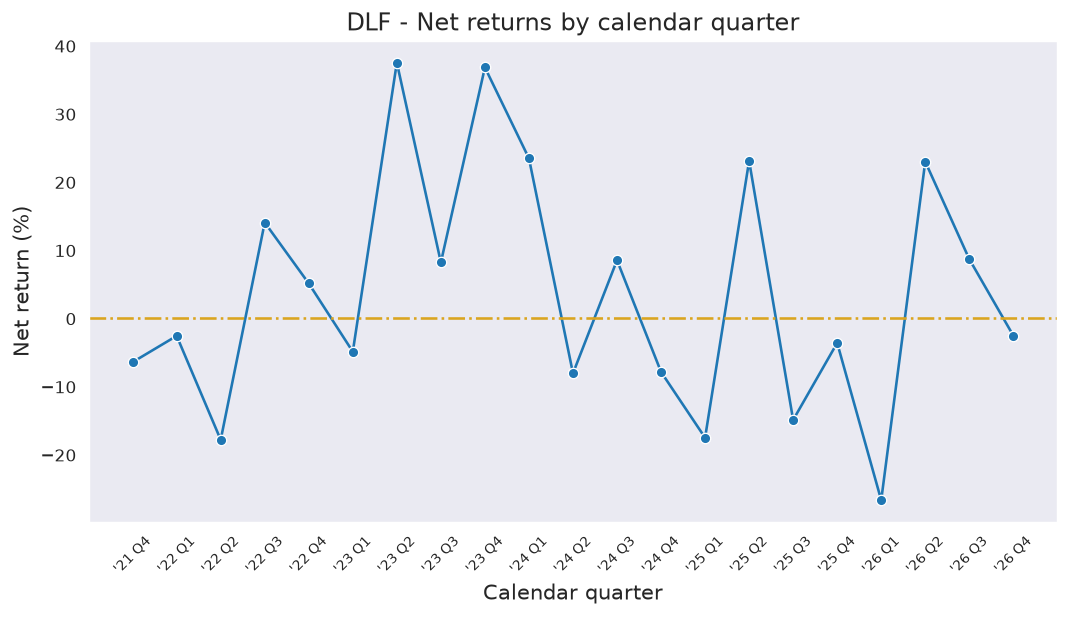 DLF - Net returns by calendar quarter
Net return (%)
40
30
20
10
0
−10
−20
'21 Q4
'22 Q1
'22 Q2
'22 Q3
'22 Q4
'23 Q1
'23 Q2
'23 Q3
'23 Q4
'24 Q1
'24 Q2
'24 Q3
'24 Q4
'25 Q1
'25 Q2
'25 Q3
'25 Q4
'26 Q1
'26 Q2
'26 Q3
'26 Q4
Calendar quarter